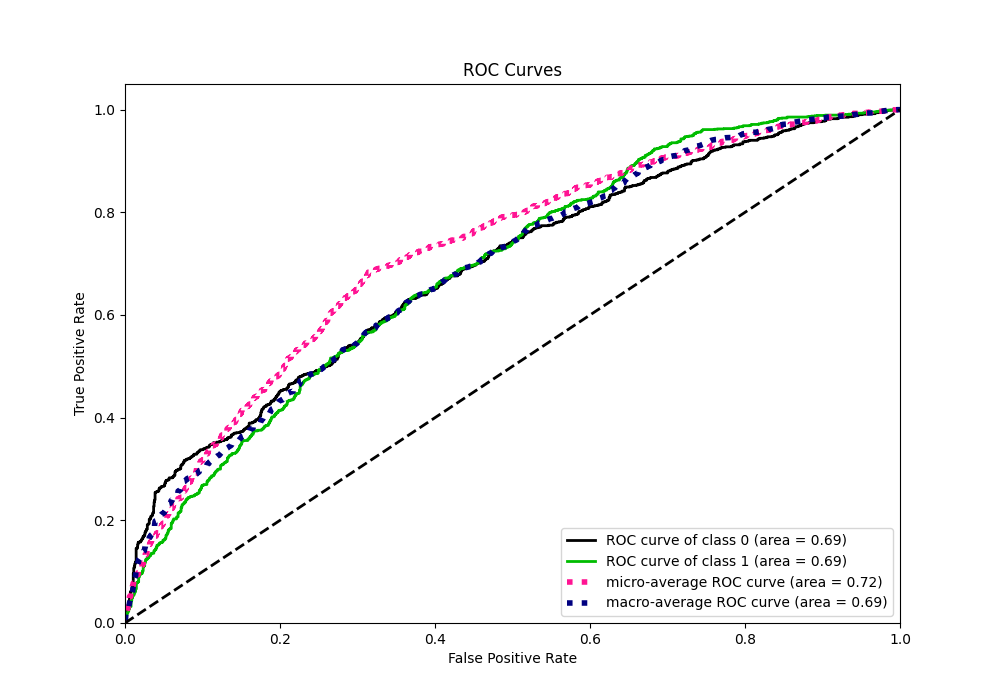 ROC Curves
True Positive Rate
1.0
0.8
0.6
0.4
0.2
0.0
0.0 0.2 0.4 0.6 0.8 1.0
False Positive Rate
ROC curve of class 0 (area = 0.69)
ROC curve of class 1 (area = 0.69)
micro-average ROC curve (area = 0.72)
macro-average ROC curve (area = 0.69)